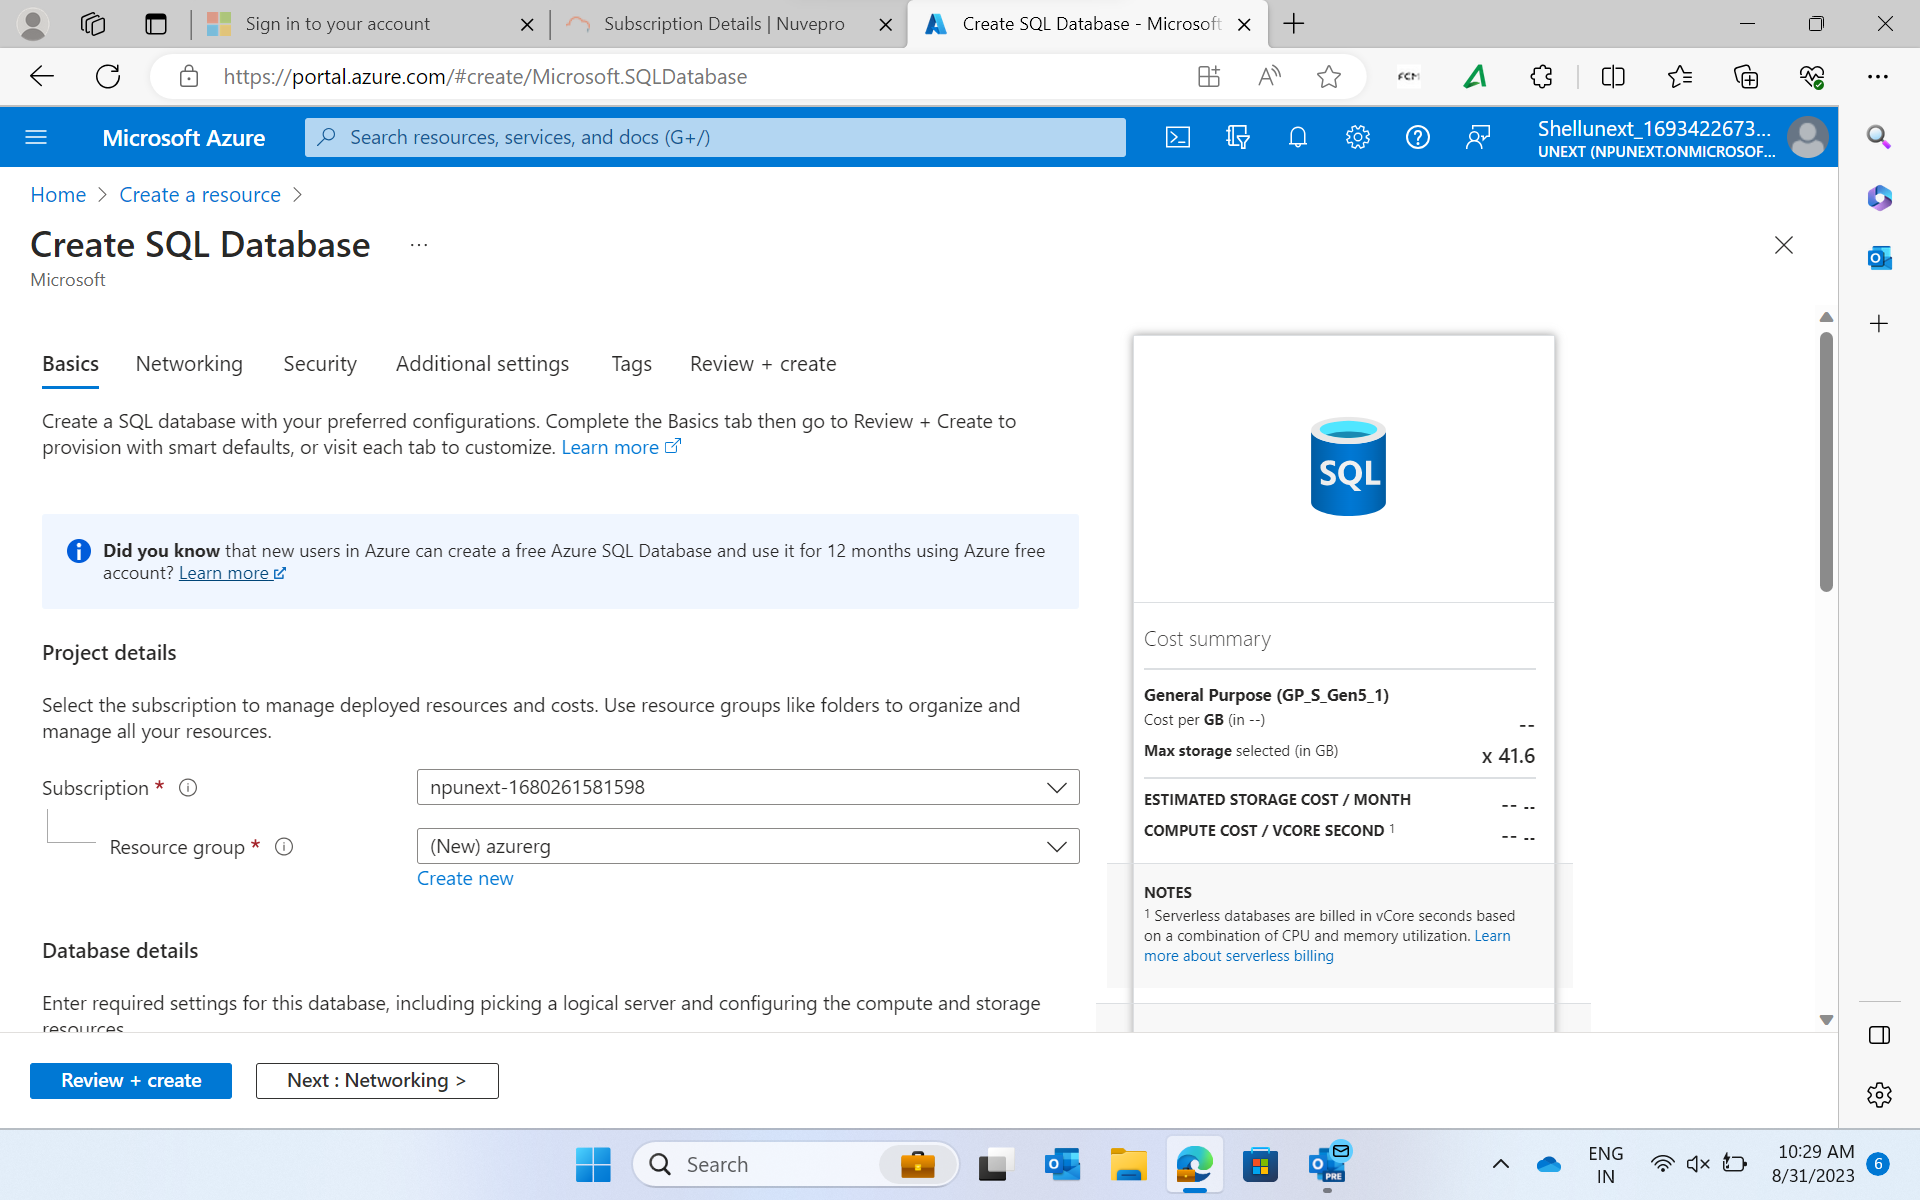 Sign in to your account
Subscription Details | Nuvepro
Create SQL Database - Microsoft
https://portal.azure.com/#create/Microsoft.SQLDatabase
FCM
Microsoft Azure
Search resources, services, and docs (G+/)
Shellunext_1693422673...
UNEXT (NPUNEXT.ONMICROSOF...
Home > Create a resource >
Create SQL Database ...
Microsoft
Basics Networking Security Additional settings Tags Review + create
Create a SQL database with your preferred configurations. Complete the Basics tab then go to Review + Create to
provision with smart defaults, or visit each tab to customize. Learn more
Did you know that new users in Azure can create a free Azure SQL Database and use it for 12 months using Azure free
account? Learn more
Project details
Select the subscription to manage deployed resources and costs. Use resource groups like folders to organize and
manage all your resources.
Subscription *
npunext-1680261581598
Resource group *
(New) azurerg
Create new
Database details
Enter required settings for this database, including picking a logical server and configuring the compute and storage
resources
SQL
Cost summary
General Purpose (GP_S_Gen5_1)
Cost per GB (in --)
--
Max storage selected (in GB)
x 41.6
ESTIMATED STORAGE COST / MONTH
-- --
COMPUTE COST / VCORE SECOND 1
-- --
NOTES
1 Serverless databases are billed in vCore seconds based
on a combination of CPU and memory utilization. Learn
more about serverless billing
Review + create
Next : Networking >
Search
PRE
ENG
IN
10:29 AM
8/31/2023
6